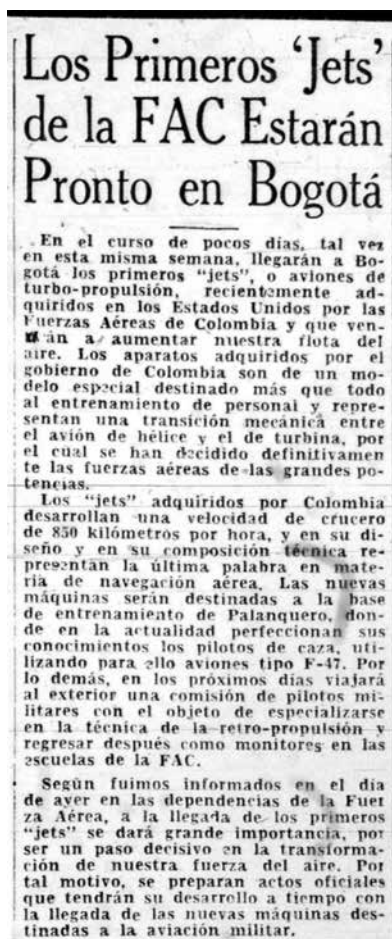 Los Primeros 'Jets'
de la FAC Estarán
Pronto en Bogotá
En el curso de pocos días, tal vez
en esta misma semana, llegarán a Bo-
gotá los primeros "jets", o aviones de
turbo-propulsión, recientemente ad-
quiridos en los Estados Unidos por las
Fuerzas Aéreas de Colombia y que ven-
drán a aumentar nuestra flota del
aire. Los aparatos adquiridos por el
gobierno de Colombia son de un mo-
delo especial destinado más que todo
al entrenamiento de personal y repre-
sentan una transición mecánica entre
el avión de hélice y el de turbina, por
el cual se han decidido definitivamen
te las fuerzas aéreas de las grandes po-
tencias.
Los "jets" adquiridos por Colombia
desarrollan una velocidad de crucero
de 850 kilómetros por hora, y en su di-
seño y en su composición técnica re-
presentan la última palabra en mate-
ria de navegación aérea. Las nuevas
máquinas serán destinadas a la base
de entrenamiento de Palanquero, don-
de en la actualidad perfeccionan sus
conocimientos los pilotos de caza, uti-
lizando para ello aviones tipo F-47. Por
lo demás, en los próximos días viajará
al exterior una comisión de pilotos mi-
litares con el objeto de especializarse
en la técnica de la retro-propulsión y
regresar después como monitores en las
escuelas de la FAC.
Según fuimos informados en el día
de ayer en las dependencias de la Fuer
za Aérea, a la llegada de los primeros
"jets" se dará grande importancia, por
ser un paso decisivo en la transforma-
ción de nuestra fuerza del aire. Por
tal motivo, se preparan actos oficiales
que tendrán su desarrollo a tiempo con
la llegada de las nuevas máquinas des-
tinadas a la aviación militar.